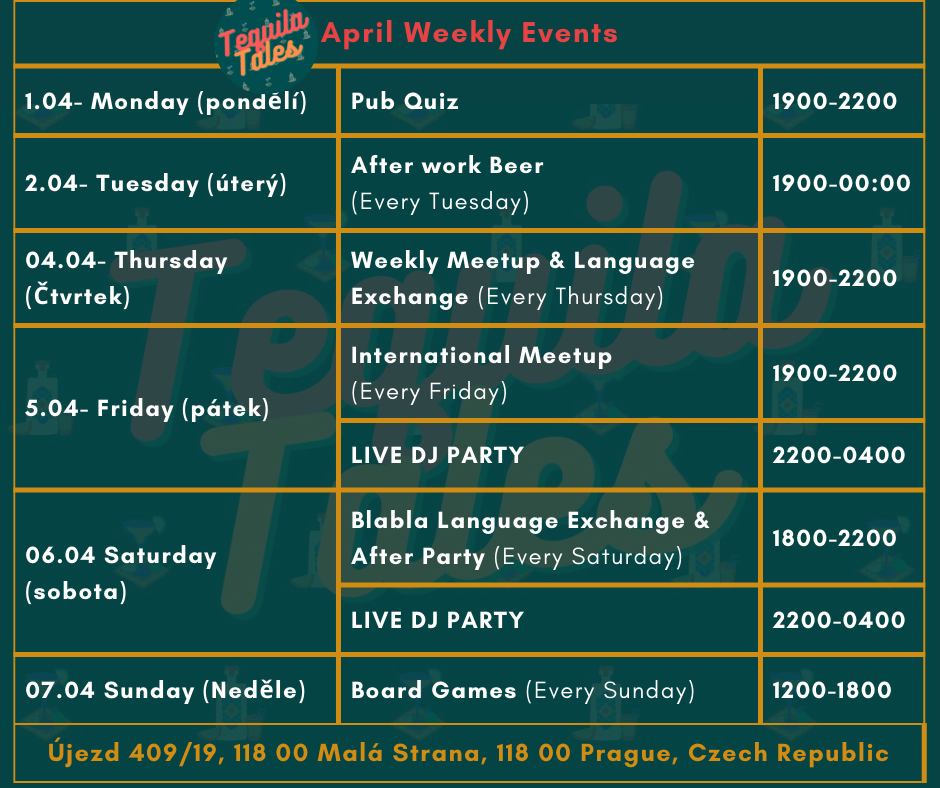 Tequila
Tales
April Weekly Events
1.04- Monday (pondělí)
Pub Quiz
1900-2200
2.04- Tuesday (úterý)
After work Beer
(Every Tuesday)
1900-00:00
04.04- Thursday
(Čtvrtek)
Weekly Meetup & Language
Exchange (Every Thursday)
1900-2200
5.04- Friday (pátek)
International Meetup
(Every Friday)
1900-2200
LIVE DJ PARTY
2200-0400
06.04 Saturday
(sobota)
Blabla Language Exchange &
After Party (Every Saturday)
1800-2200
LIVE DJ PARTY
2200-0400
07.04 Sunday (Neděle)
Board Games (Every Sunday)
1200-1800
Újezd 409/19, 118 00 Malá Strana, 118 00 Prague, Czech Republic
Tequila
Tales